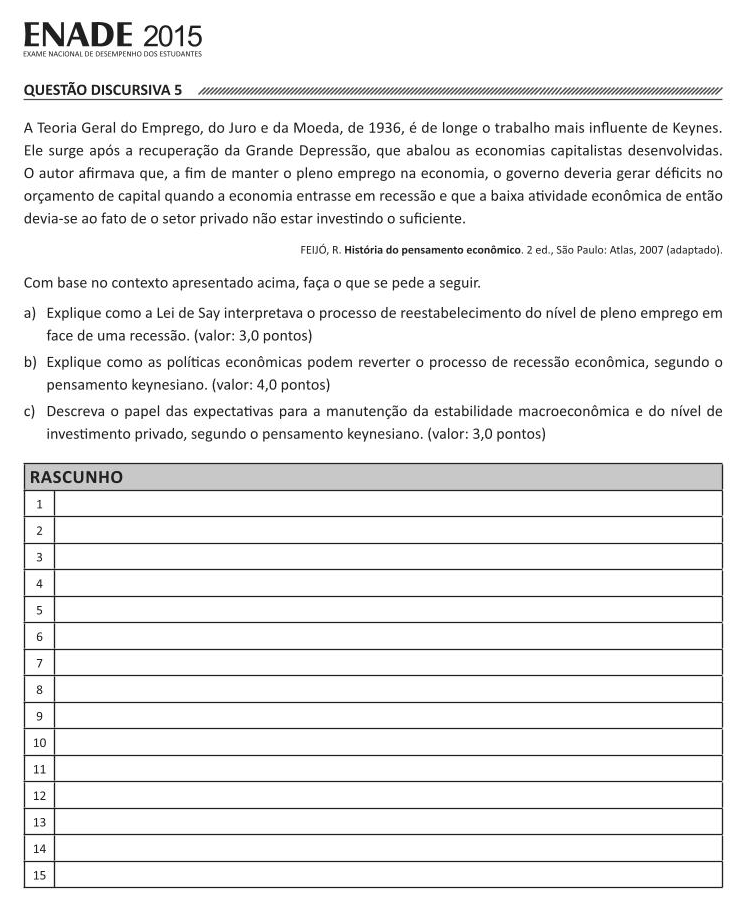 ENADE 2015
EXAME NACIONAL DE DESEMPENHO DOS ESTUDANTES
QUESTÃO DISCURSIVA 5
A Teoria Geral do Emprego, do Juro e da Moeda, de 1936, é de longe o trabalho mais influente de Keynes.
Ele surge após a recuperação da Grande Depressão, que abalou as economias capitalistas desenvolvidas.
O autor afirmava que, a fim de manter o pleno emprego na economia, o governo deveria gerar déficits no
orçamento de capital quando a economia entrasse em recessão e que a baixa atividade econômica de então
devia-se ao fato de o setor privado não estar investindo o suficiente.
FEIJÓ, R. História do pensamento econômico. 2 ed., São Paulo: Atlas, 2007 (adaptado).
Com base no contexto apresentado acima, faça o que se pede a seguir.
a) Explique como a Lei de Say interpretava o processo de reestabelecimento do nível de pleno emprego em
face de uma recessão. (valor: 3,0 pontos)
b) Explique como as políticas econômicas podem reverter o processo de recessão econômica, segundo o
pensamento keynesiano. (valor: 4,0 pontos)
c) Descreva o papel das expectativas para a manutenção da estabilidade macroeconômica e do nível de
investimento privado, segundo o pensamento keynesiano. (valor: 3,0 pontos)
RASCUNHO
1
2
3
4
5
6
7
8
9
10
11
12
13
14
15